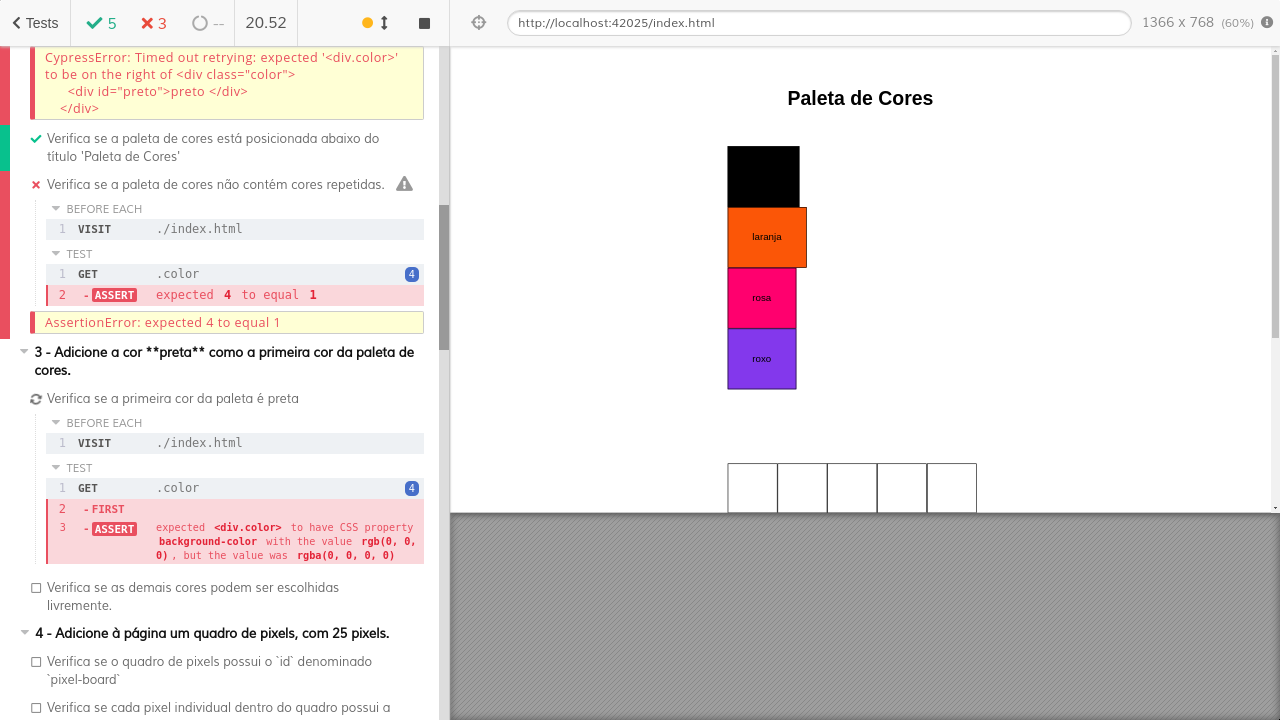 Tests
5
3
--
20.52
http://localhost:42025/index.html
1366 x 768 (60%)
CypressError: Timed out retrying: expected '<div.color>'
to be on the right of <div class="color">
<div id="preto">preto </div>
</div>
Verifica se a paleta de cores está posicionada abaixo do
título 'Paleta de Cores'
Verifica se a paleta de cores não contém cores repetidas.
BEFORE EACH
1 VISIT ./index.html
TEST
1 GET .color 4
2 - ASSERT expected 4 to equal 1
AssertionError: expected 4 to equal 1
3 - Adicione a cor **preta** como a primeira cor da paleta de
cores.
Verifica se a primeira cor da paleta é preta
BEFORE EACH
1 VISIT ./index.html
TEST
1 GET .color 4
2 - FIRST
3 - ASSERT expected <div.color> to have CSS property
background-color with the value rgb(0, 0,
0), but the value was rgba(0, 0, 0, 0)
Verifica se as demais cores podem ser escolhidas
livremente.
4 - Adicione à página um quadro de pixels, com 25 pixels.
Verifica se o quadro de pixels possui o `id` denominado
`pixel-board`
Verifica se cada pixel individual dentro do quadro possui a
Paleta de Cores
laranja
rosa
roxo